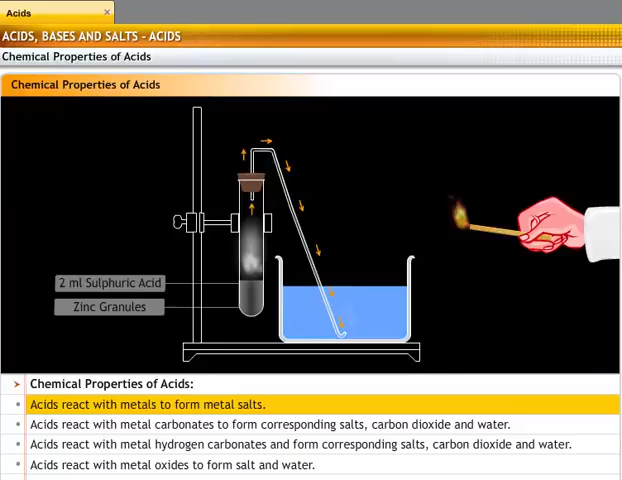 Acids
ACIDS, BASES AND SALTS - ACIDS
Chemical Properties of Acids
Chemical Properties of Acids
2 ml Sulphuric Acid
Zinc Granules
Chemical Properties of Acids:
Acids react with metals to form metal salts.
Acids react with metal carbonates to form corresponding salts, carbon dioxide and water.
Acids react with metal hydrogen carbonates and form corresponding salts, carbon dioxide and water.
Acids react with metal oxides to form salt and water.